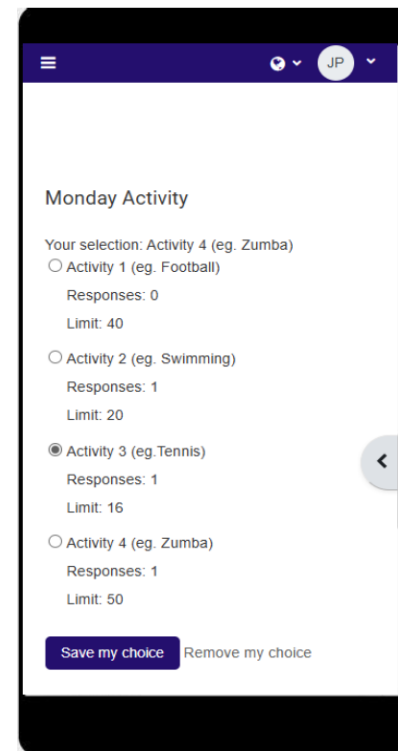 JP
Monday Activity
Your selection: Activity 4 (eg. Zumba)
Activity 1 (eg. Football)
Responses: 0
Limit: 40
Activity 2 (eg. Swimming)
Responses: 1
Limit: 20
Activity 3 (eg.Tennis)
Responses: 1
Limit: 16
Activity 4 (eg. Zumba)
Responses: 1
Limit: 50
Save my choice Remove my choice